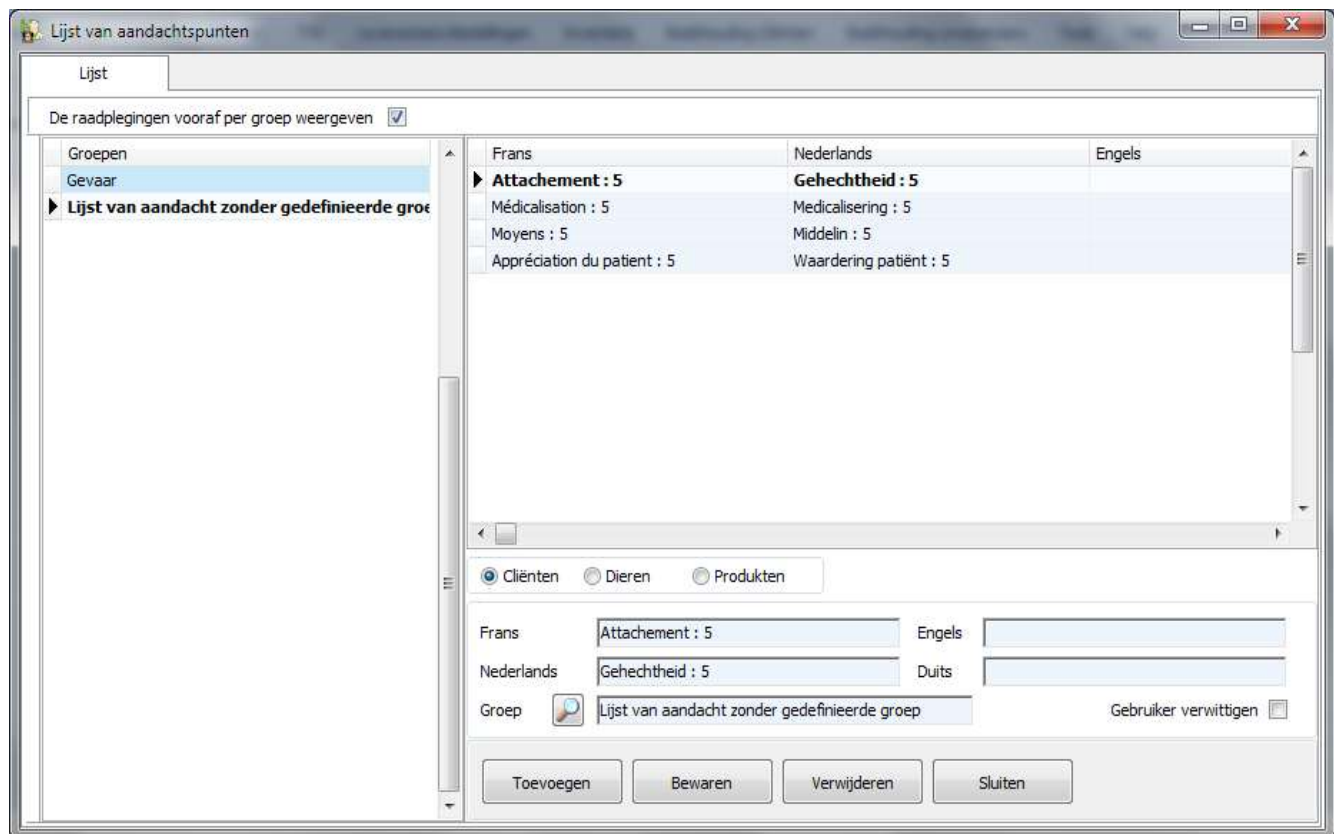 Lijst van aandachtspunten
Lijst
De raadplegingen vooraf per groep weergeven
Groepen
Gevaar
Lijst van aandacht zonder gedefinieerde groe
Frans Nederlands Engels
Attachement : 5 Gehechtheid : 5
Médicalisation : 5 Medicalisering : 5
Moyens : 5 Middelin : 5
Appréciation du patient : 5 Waardering patiënt : 5
Cliënten Dieren Produkten
Frans Attachement : 5 Engels
Nederlands Gehechtheid : 5 Duits
Groep Lijst van aandacht zonder gedefinieerde groep Gebruiker verwittigen
Toevoegen Bewaren Verwijderen Sluiten